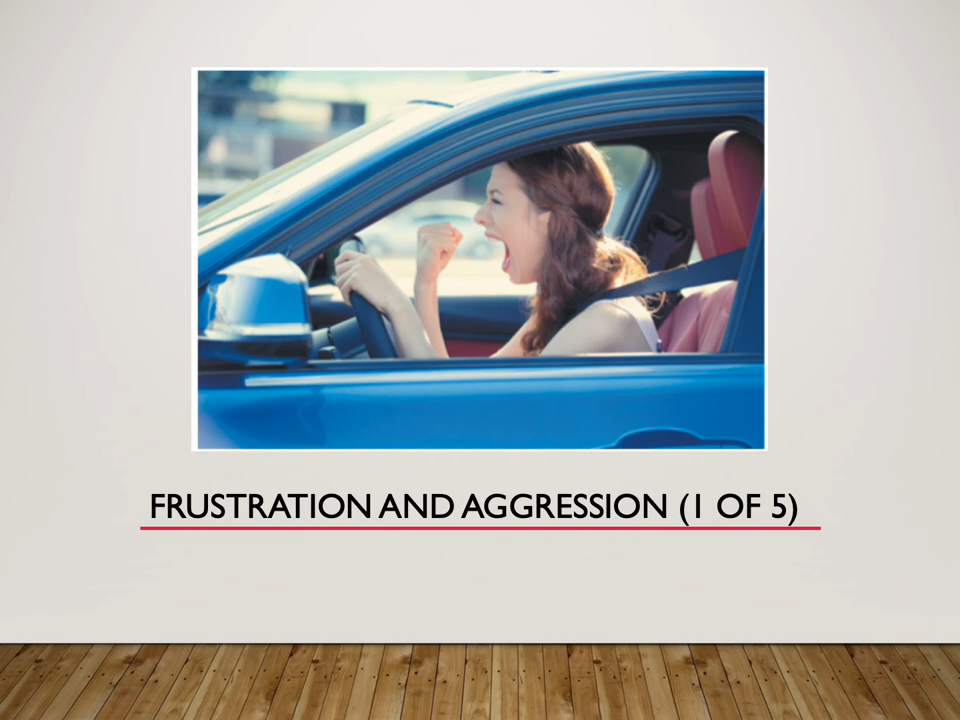 FRUSTRATION AND AGGRESSION (1 OF 5)